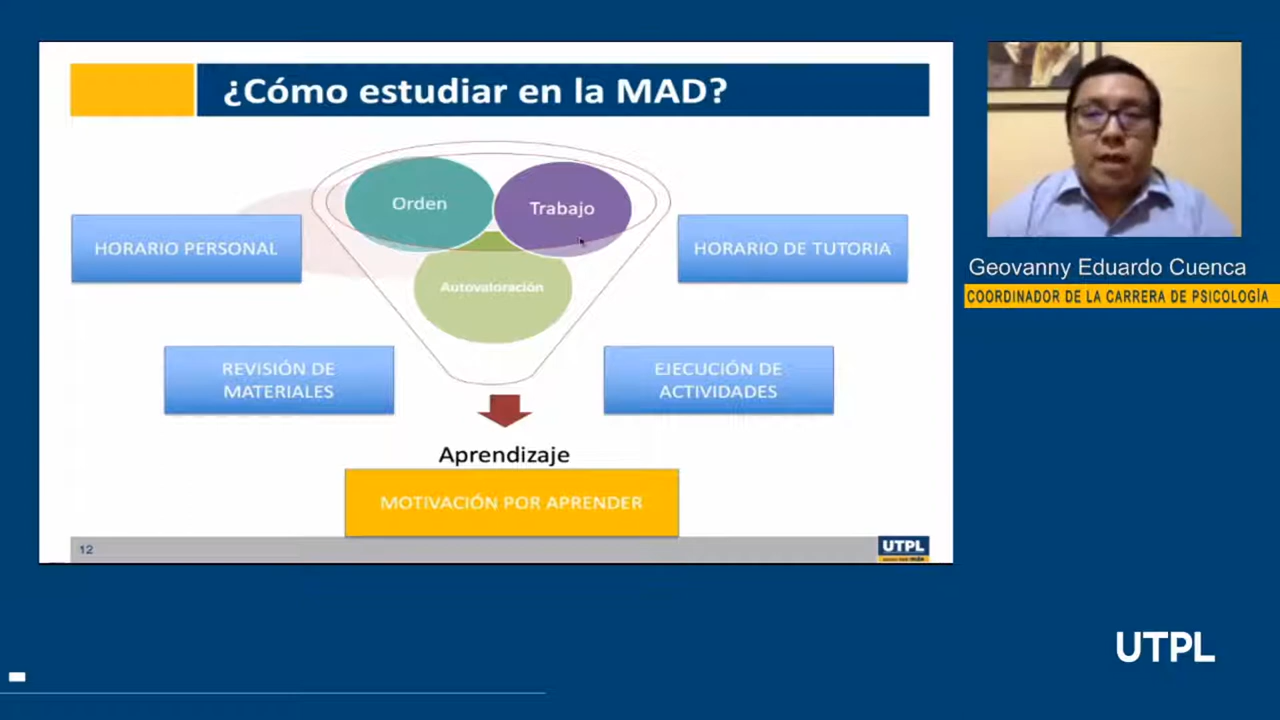 ¿Cómo estudiar en la MAD?
Orden
Trabajo
HORARIO PERSONAL
HORARIO DE TUTORIA
Autovaloración
REVISIÓN DE
MATERIALES
EJECUCIÓN DE
ACTIVIDADES
Aprendizaje
MOTIVACIÓN POR APRENDER
12
UTPL
Geovanny Eduardo Cuenca
COORDINADOR DE LA CARRERA DE PSICOLOGÍA
UTPL